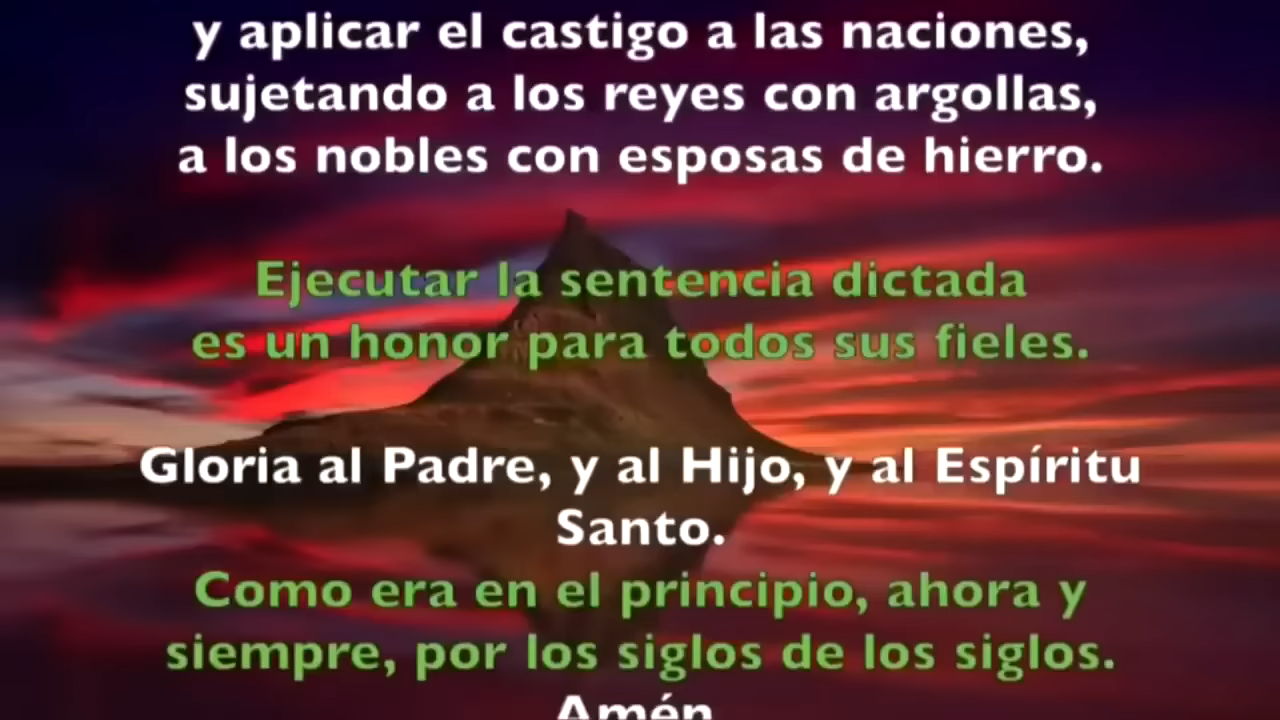 y aplicar el castigo a las naciones,
sujetando a los reyes con argollas,
a los nobles con esposas de hierro.
Ejecutar la sentencia dictada
es un honor para todos sus fieles.
Gloria al Padre, y al Hijo, y al Espíritu
Santo.
Como era en el principio, ahora y
siempre, por los siglos de los siglos.
Amén